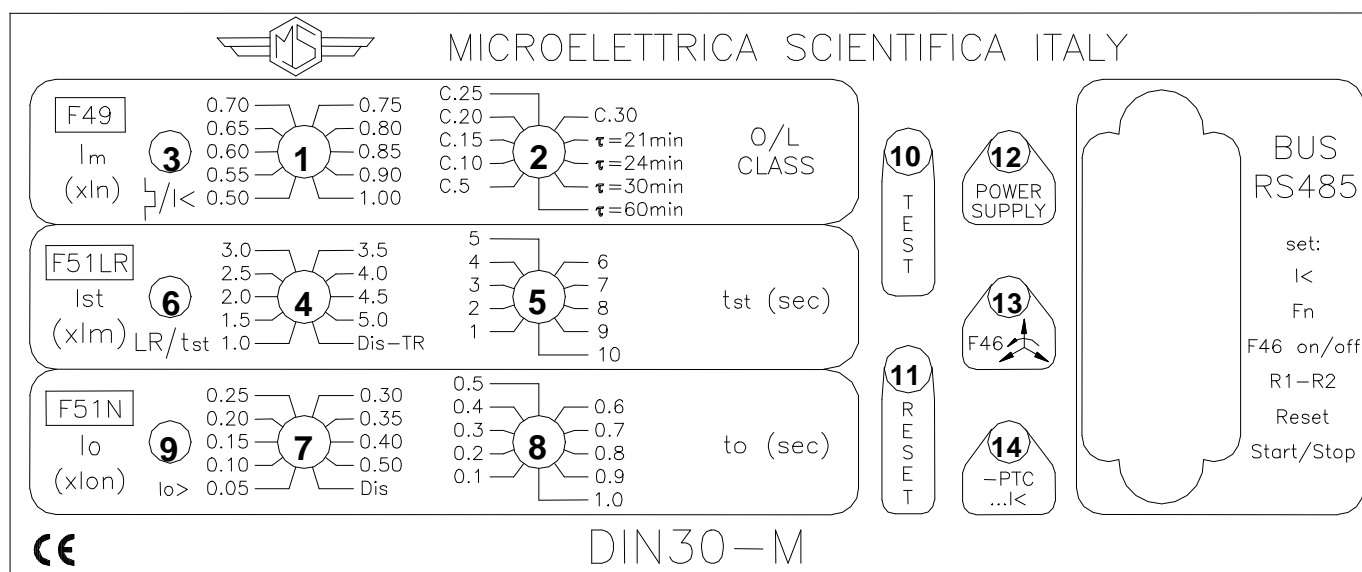 MS MICROELETTRICA SCIENTIFICA ITALY
F49
Im
(xIn)
3
/I<
0.70
0.65
0.60
0.55
0.50
1
0.75
0.80
0.85
0.90
1.00
C.25
C.20
C.15
C.10
C.5
2
C.30
τ=21min
τ=24min
τ=30min
τ=60min
O/L
CLASS
F51LR
Ist
(xIm)
6
LR/tst
3.0
2.5
2.0
1.5
1.0
4
3.5
4.0
4.5
5.0
Dis-TR
5
4
3
2
1
5
6
7
8
9
10
tst (sec)
F51N
Io
(xIon)
9
Io>
0.25
0.20
0.15
0.10
0.05
7
0.30
0.35
0.40
0.50
Dis
0.5
0.4
0.3
0.2
0.1
8
0.6
0.7
0.8
0.9
1.0
to (sec)
10
TEST
11
RESET
12
POWER
SUPPLY
13
F46
14
-PTC
...I<
BUS
RS485
set:
I<
Fn
F46 on/off
R1-R2
Reset
Start/Stop
CE
DIN30-M